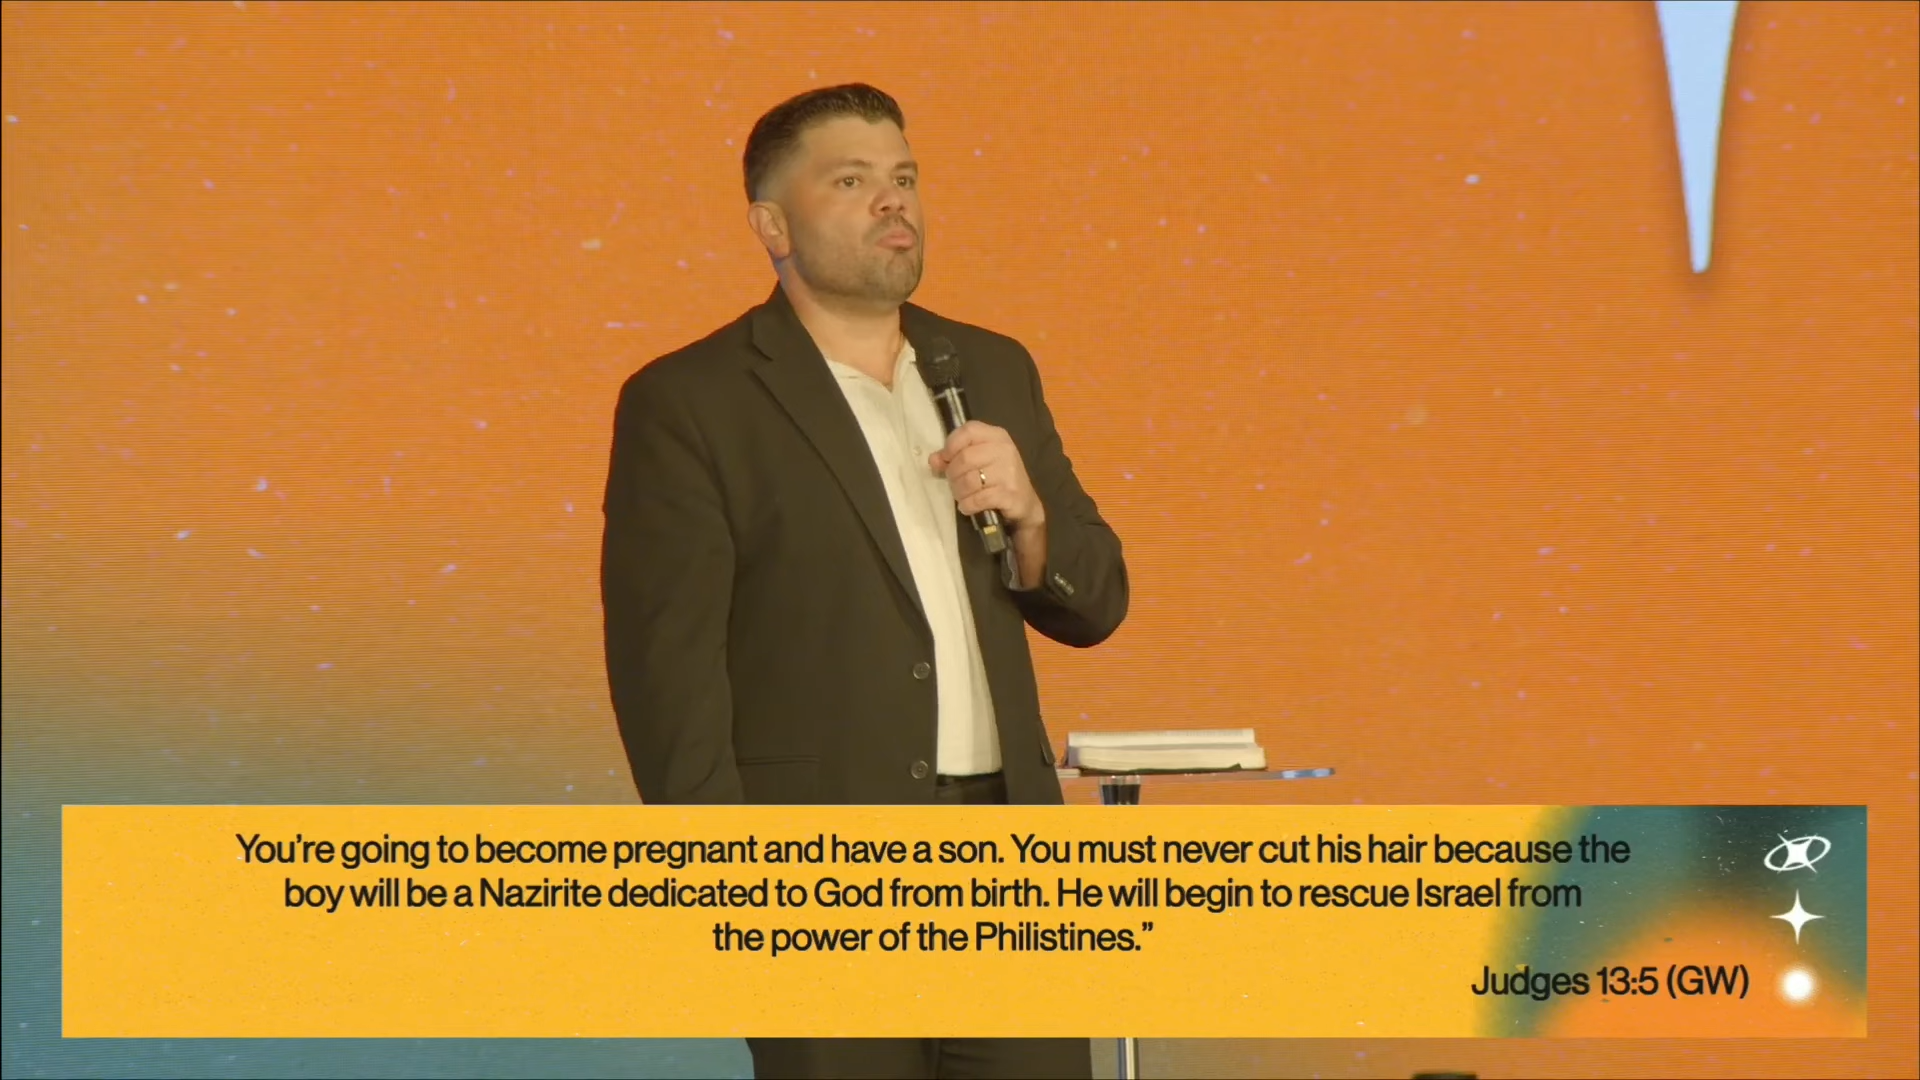 You’re going to become pregnant and have a son. You must never cut his hair because the
boy will be a Nazirite dedicated to God from birth. He will begin to rescue Israel from
the power of the Philistines.”
Judges 13:5 (GW)